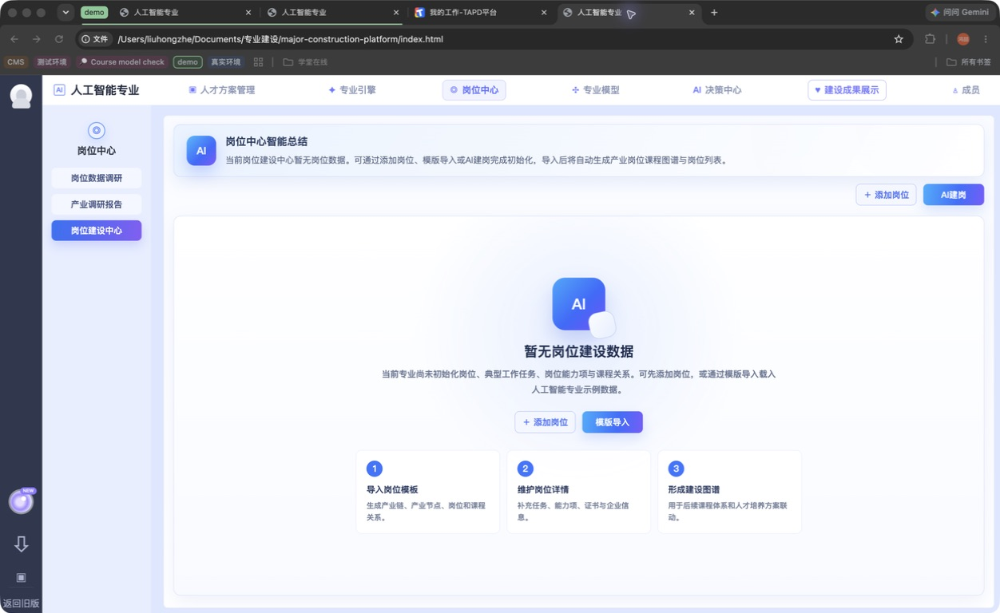 demo
人工智能专业
人工智能专业
我的工作-TAPD平台
人工智能专业
问问 Gemini
文件 /Users/liuhongzhe/Documents/专业建设/major-construction-platform/index.html
CMS 测试环境 Course model check demo 真实环境 学堂在线 所有书签
AI 人工智能专业
人才方案管理
专业引擎
岗位中心
专业模型
AI 决策中心
建设成果展示
成员
岗位中心
岗位数据调研
产业调研报告
岗位建设中心
NEW
返回旧版
AI
岗位中心智能总结
当前岗位建设中心暂无岗位数据。可通过添加岗位、模版导入或AI建岗完成初始化，导入后将自动生成产业岗位课程图谱与岗位列表。
+ 添加岗位
AI建岗
AI
暂无岗位建设数据
当前专业尚未初始化岗位、典型工作任务、岗位能力项与课程关系。可先添加岗位，或通过模版导入载入
人工智能专业示例数据。
+ 添加岗位
模版导入
1
导入岗位模板
生成产业链、产业节点、岗位和课程
关系。
2
维护岗位详情
补充任务、能力项、证书与企业信
息。
3
形成建设图谱
用于后续课程体系和人才培养方案联
动。